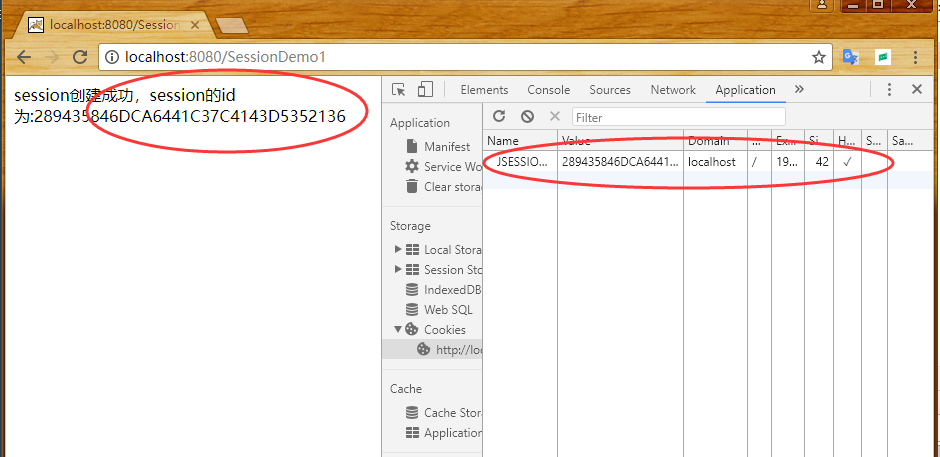 localhost:8080/Session
localhost:8080/SessionDemo1
session创建成功，session的id
为:289435846DCA6441C37C4143D5352136
Elements Console Sources Network Application »
Application
Manifest
Service Wo
Clear stora
Storage
Local Stora
Session Sto
IndexedDB
Web SQL
Cookies
http://loc
Cache
Cache Stora
Application
Filter
Name Value Domain ... Ex... Si... H... S... Sa...
JSESSIO... 289435846DCA6441... localhost / 19... 42 ✓